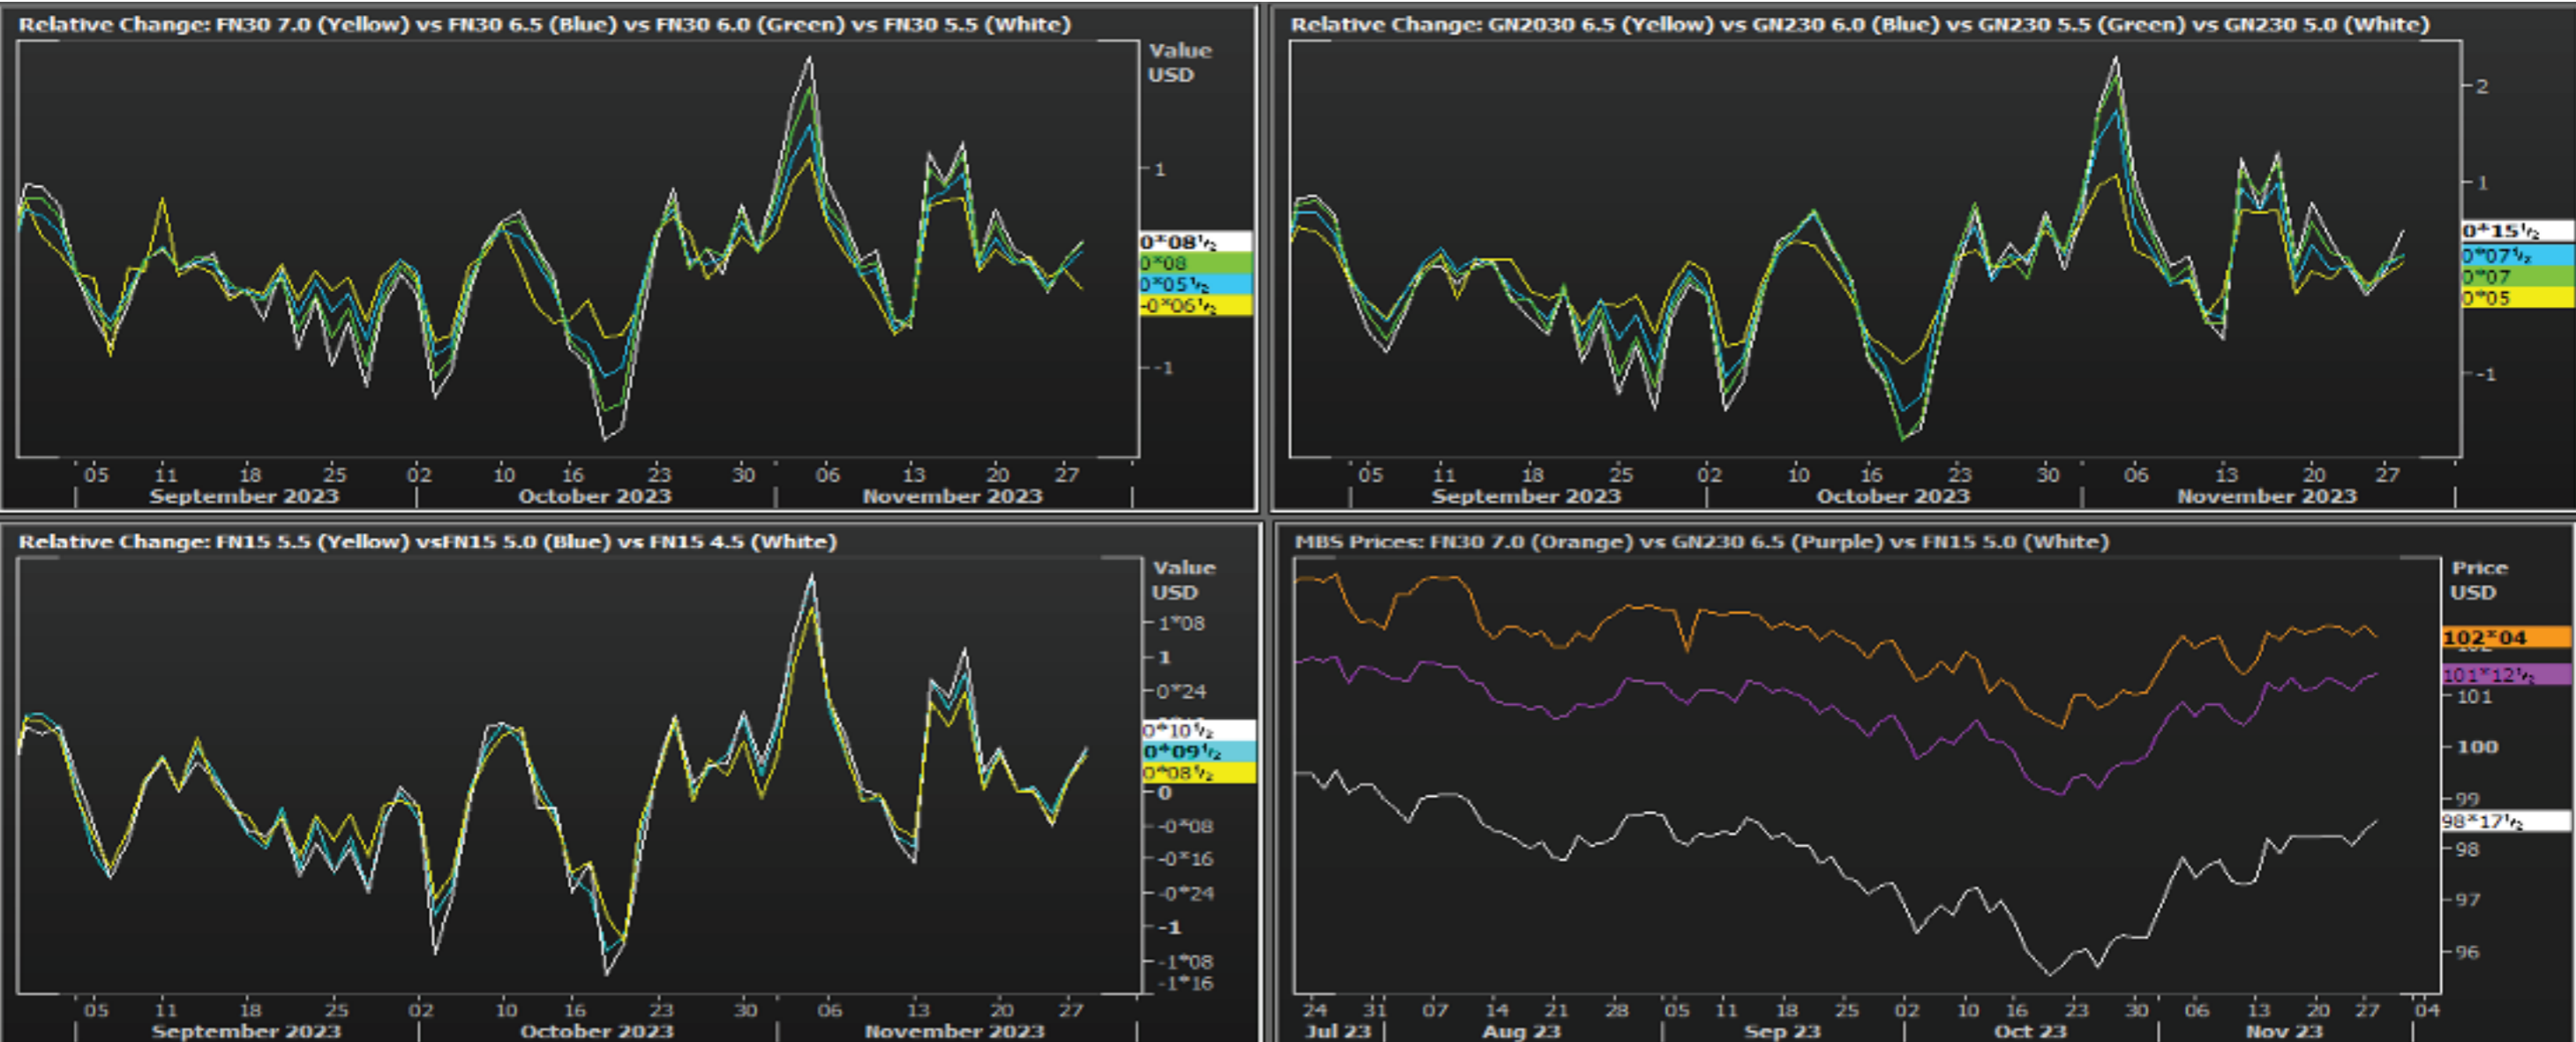 Relative Change: FN30 7.0 (Yellow) vs FN30 6.5 (Blue) vs FN30 6.0 (Green) vs FN30 5.5 (White)
Value
USD
1
0*08½
0*08
0*05½
-0*06½
-1
05 11 18 25 02 10 16 23 30 06 13 20 27
September 2023 October 2023 November 2023
Relative Change: GN2030 6.5 (Yellow) vs GN230 6.0 (Blue) vs GN230 5.5 (Green) vs GN230 5.0 (White)
2
1
0*15½
0*07½
0*07
0*05
-1
05 11 18 25 02 10 16 23 30 06 13 20 27
September 2023 October 2023 November 2023
Relative Change: FN15 5.5 (Yellow) vsFN15 5.0 (Blue) vs FN15 4.5 (White)
Value
USD
1*08
1
0*24
0*10½
0*09½
0*08½
0
-0*08
-0*16
-0*24
-1
-1*08
-1*16
05 11 18 25 02 10 16 23 30 06 13 20 27
September 2023 October 2023 November 2023
MBS Prices: FN30 7.0 (Orange) vs GN230 6.5 (Purple) vs FN15 5.0 (White)
Price
USD
102*04
101*12½
101
100
99
98*17½
98
97
96
24 31 07 14 21 28 05 11 18 25 02 10 16 23 30 06 13 20 27 04
Jul 23 Aug 23 Sep 23 Oct 23 Nov 23